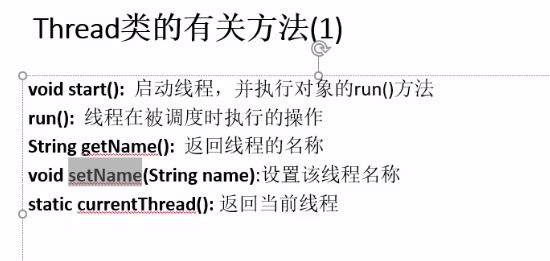 Thread类的有关方法(1)
void start(): 启动线程，并执行对象的run()方法
run(): 线程在被调度时执行的操作
String getName(): 返回线程的名称
void setName(String name):设置该线程名称
static currentThread(): 返回当前线程